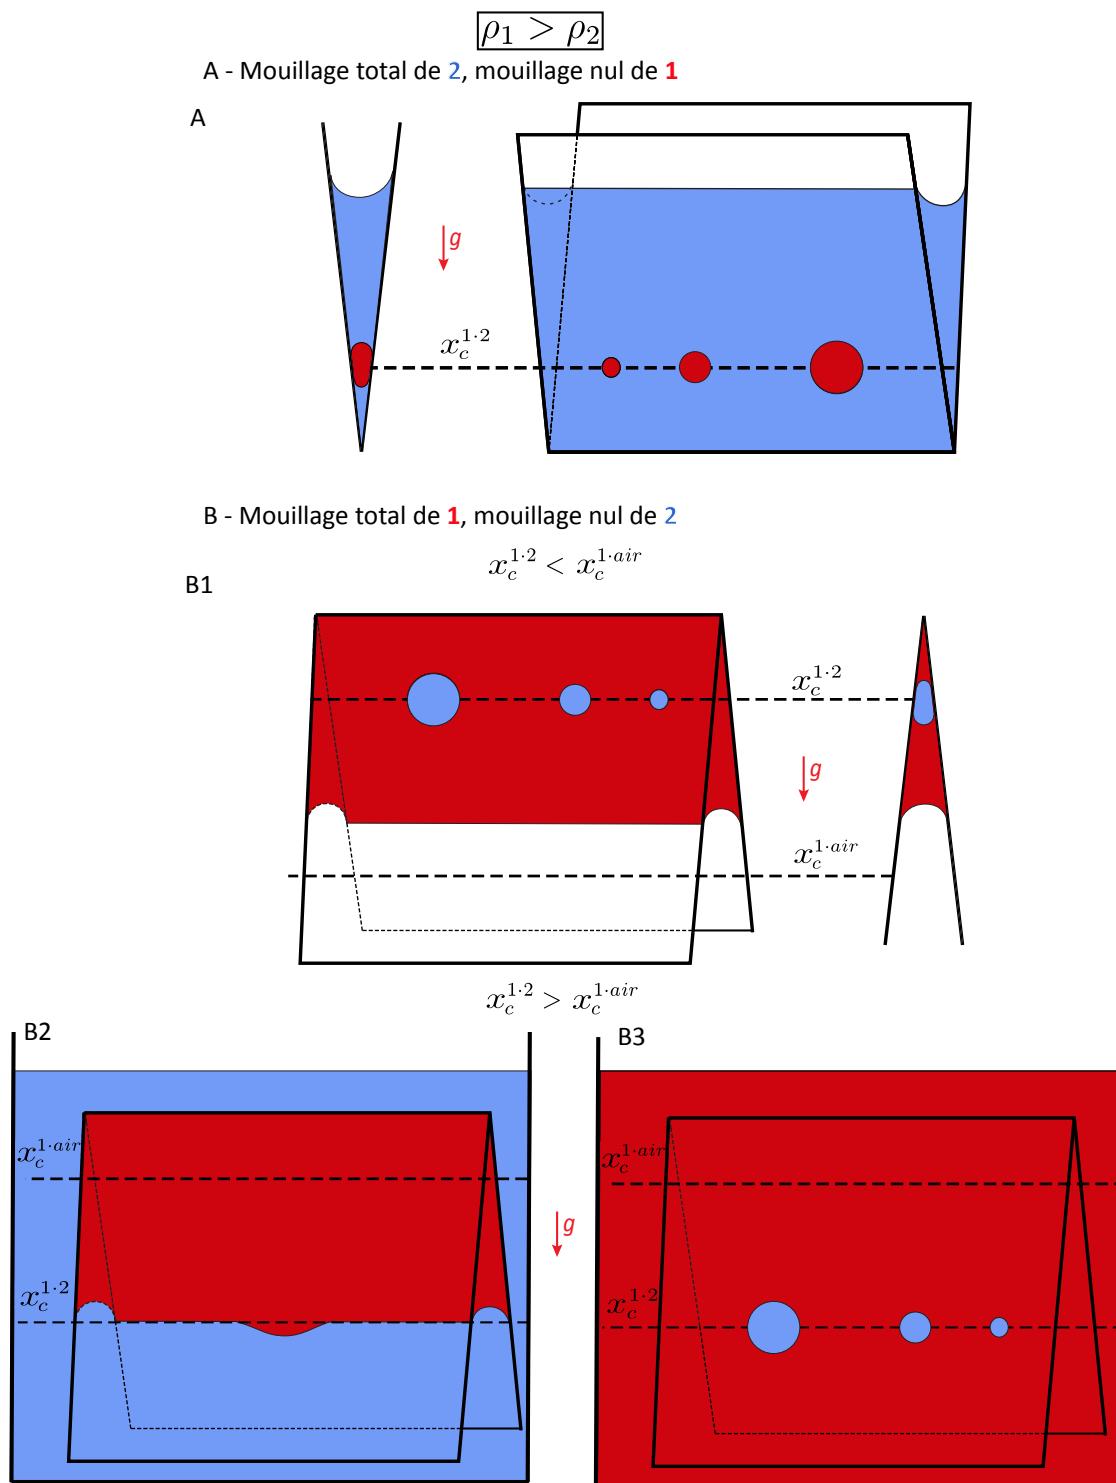 ρ₁ > ρ₂
A - Mouillage total de 2, mouillage nul de 1
A
g
x_c^{1·2}
B - Mouillage total de 1, mouillage nul de 2
x_c^{1·2} < x_c^{1·air}
B1
x_c^{1·2}
g
x_c^{1·air}
x_c^{1·2} > x_c^{1·air}
B2
B3
x_c^{1·air}
x_c^{1·air}
g
x_c^{1·2}
x_c^{1·2}